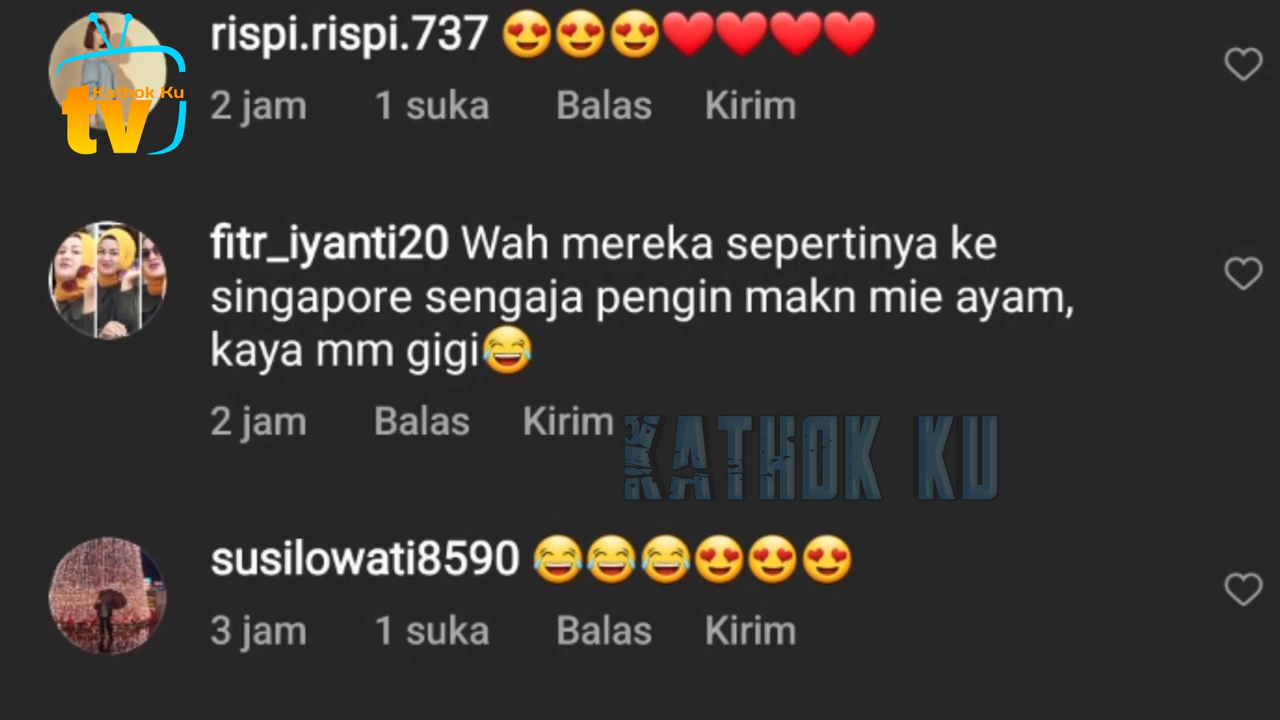 rispi.rispi.737 😍😍😍❤️❤️❤️❤️
2 jam 1 suka Balas Kirim
Kathok Ku
tv
fitr_iyanti20 Wah mereka sepertinya ke
singapore sengaja pengin makn mie ayam,
kaya mm gigi😂
2 jam Balas Kirim
KATHOK KU
susilowati8590 😂😂😂😍😍😍
3 jam 1 suka Balas Kirim